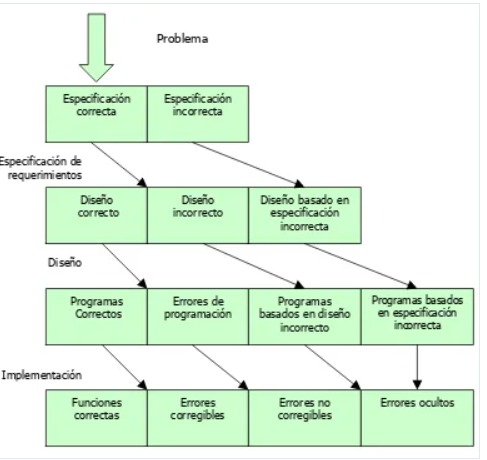 Problema
Especificación
correcta
Especificación
incorrecta
Especificación de
requerimientos
Diseño
correcto
Diseño
incorrecto
Diseño basado en
especificación
incorrecta
Diseño
Programas
Correctos
Errores de
programación
Programas
basados en diseño
incorrecto
Programas basados
en especificación
incorrecta
Implementación
Funciones
correctas
Errores
corregibles
Errores no
corregibles
Errores ocultos